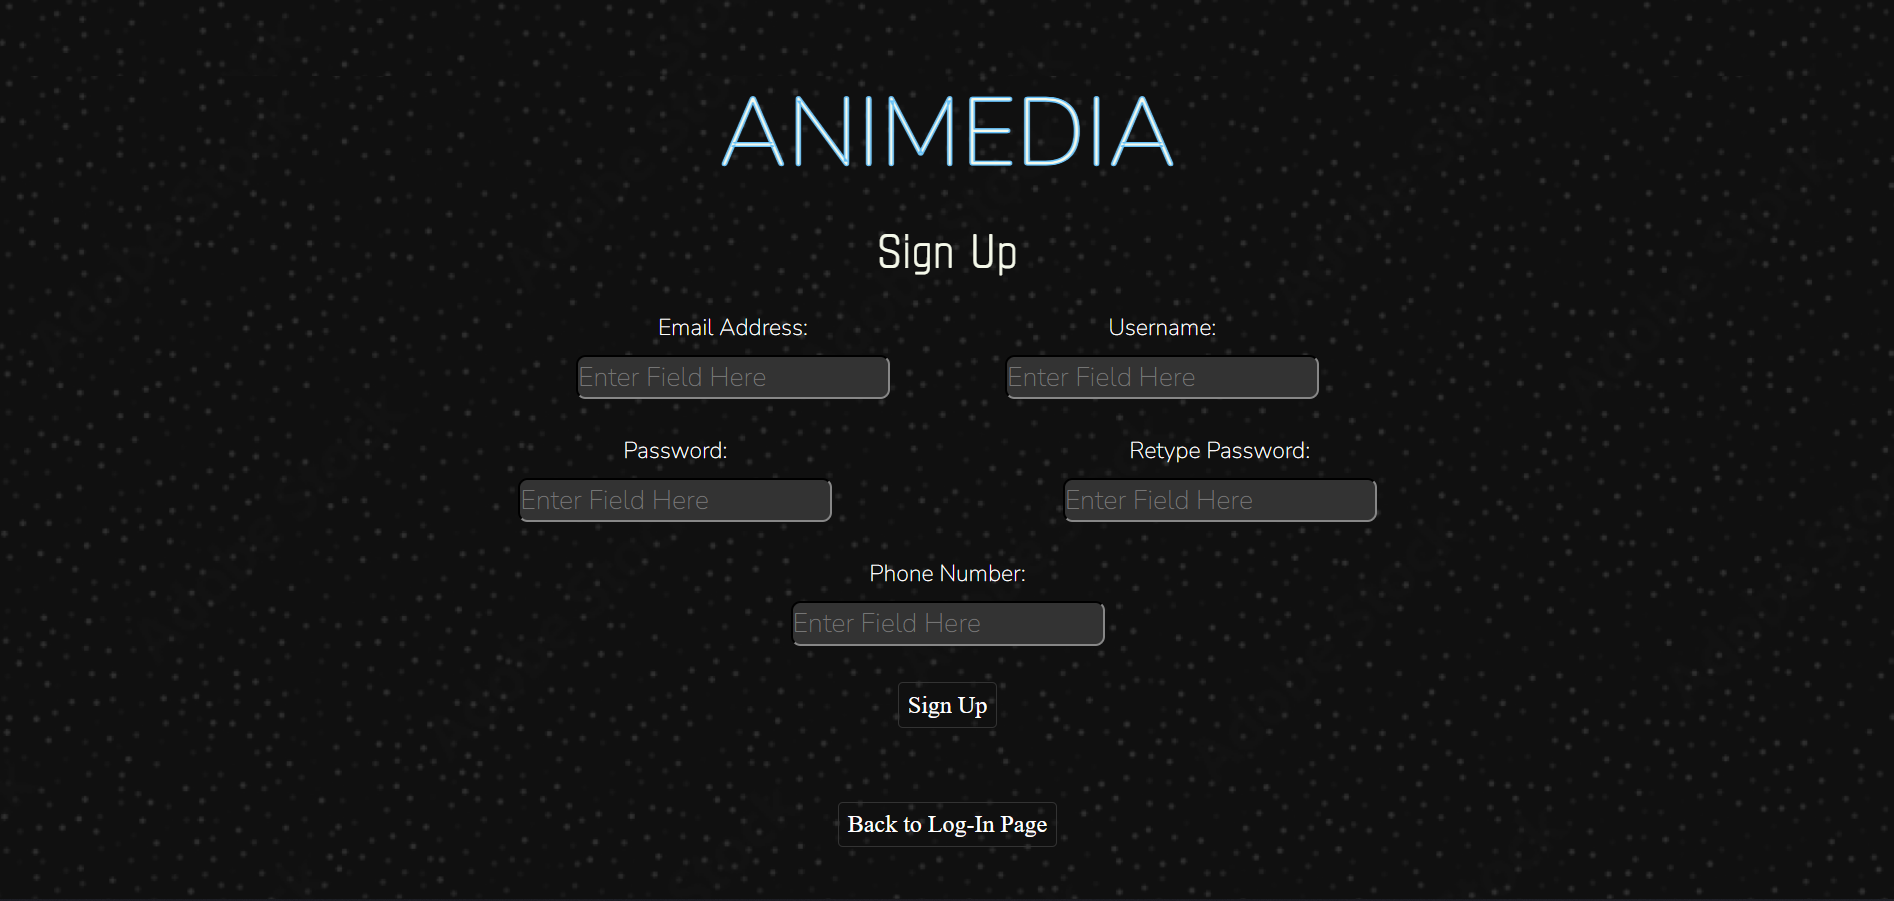 ANIMEDIA
Sign Up
Email Address: Username:
Enter Field Here Enter Field Here
Password: Retype Password:
Enter Field Here Enter Field Here
Phone Number:
Enter Field Here
Sign Up
Back to Log-In Page